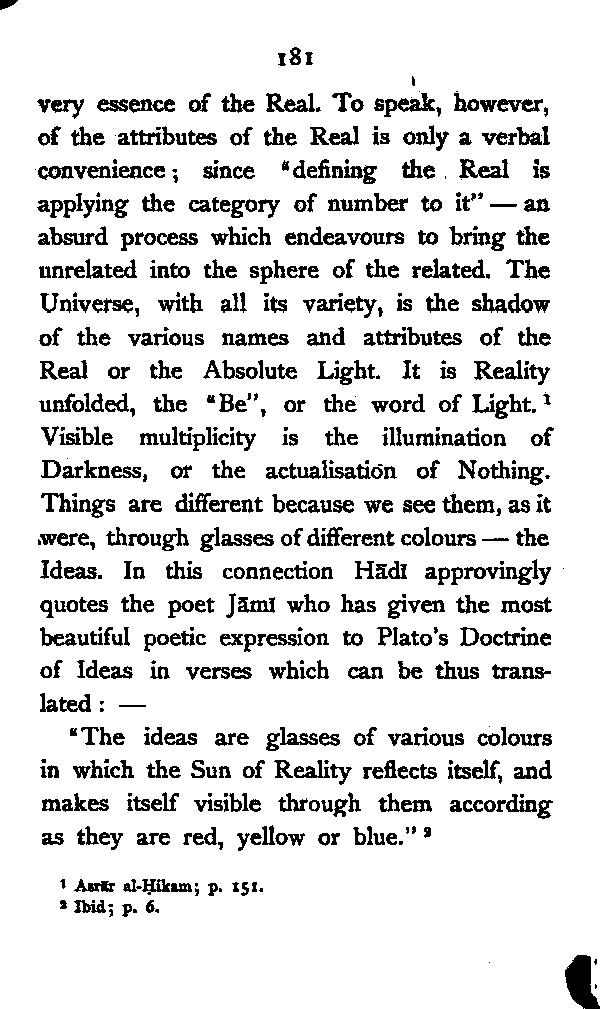 181
very essence of the Real. To speak, however,
of the attributes of the Real is only a verbal
convenience; since “defining the Real is
applying the category of number to it” — an
absurd process which endeavours to bring the
unrelated into the sphere of the related. The
Universe, with all its variety, is the shadow
of the various names and attributes of the
Real or the Absolute Light. It is Reality
unfolded, the “Be”, or the word of Light. ¹
Visible multiplicity is the illumination of
Darkness, or the actualisation of Nothing.
Things are different because we see them, as it
were, through glasses of different colours — the
Ideas. In this connection Hādī approvingly
quotes the poet Jāmī who has given the most
beautiful poetic expression to Plato's Doctrine
of Ideas in verses which can be thus trans-
lated : —
“The ideas are glasses of various colours
in which the Sun of Reality reflects itself, and
makes itself visible through them according
as they are red, yellow or blue.” ²
¹ Asrār al-Ḥikam; p. 151.
² Ibid; p. 6.